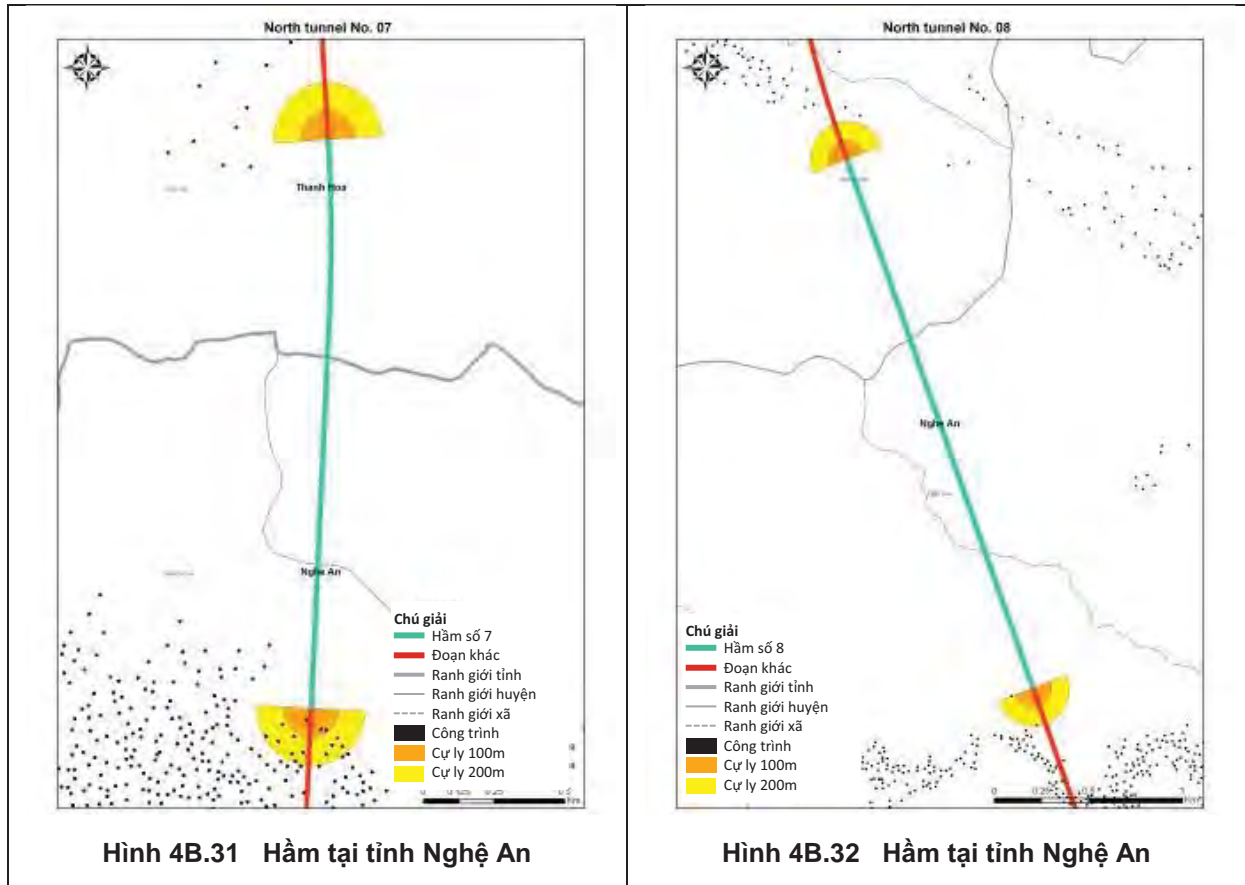 North tunnel No. 07
Thanh Hoa
Nghe An
Chú giải
Hầm số 7
Đoạn khác
Ranh giới tỉnh
Ranh giới huyện
Ranh giới xã
Công trình
Cự ly 100m
Cự ly 200m
Hình 4B.31 Hầm tại tỉnh Nghệ An
North tunnel No. 08
Nghe An
Chú giải
Hầm số 8
Đoạn khác
Ranh giới tỉnh
Ranh giới huyện
Ranh giới xã
Công trình
Cự ly 100m
Cự ly 200m
Hình 4B.32 Hầm tại tỉnh Nghệ An